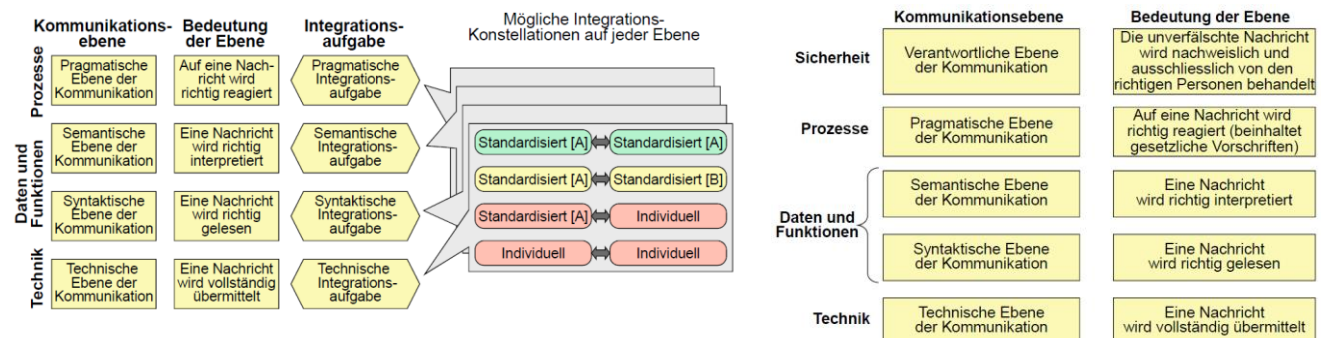 Kommunikations-
ebene
Bedeutung
der Ebene
Integrations-
aufgabe
Mögliche Integrations-
Konstellationen auf jeder Ebene
Prozesse
Pragmatische
Ebene der
Kommunikation
Auf eine Nach-
richt wird
richtig reagiert
Pragmatische
Integrations-
aufgabe
Daten und
Funktionen
Semantische
Ebene der
Kommunikation
Eine Nachricht
wird richtig
interpretiert
Semantische
Integrations-
aufgabe
Syntaktische
Ebene der
Kommunikation
Eine Nachricht
wird richtig
gelesen
Syntaktische
Integrations-
aufgabe
Technik
Technische
Ebene der
Kommunikation
Eine Nachricht
wird vollständig
übermittelt
Technische
Integrations-
aufgabe
Standardisiert [A] Standardisiert [A]
Standardisiert [A] Standardisiert [B]
Standardisiert [A] Individuell
Individuell Individuell
Kommunikationsebene
Bedeutung der Ebene
Sicherheit
Verantwortliche Ebene
der Kommunikation
Die unverfälschte Nachricht
wird nachweislich und
ausschliesslich von den
richtigen Personen behandelt
Prozesse
Pragmatische Ebene der
Kommunikation
Auf eine Nachricht wird
richtig reagiert (beinhaltet
gesetzliche Vorschriften)
Daten und
Funktionen
Semantische Ebene
der Kommunikation
Eine Nachricht
wird richtig interpretiert
Syntaktische Ebene
der Kommunikation
Eine Nachricht
wird richtig gelesen
Technik
Technische Ebene
der Kommunikation
Eine Nachricht
wird vollständig übermittelt